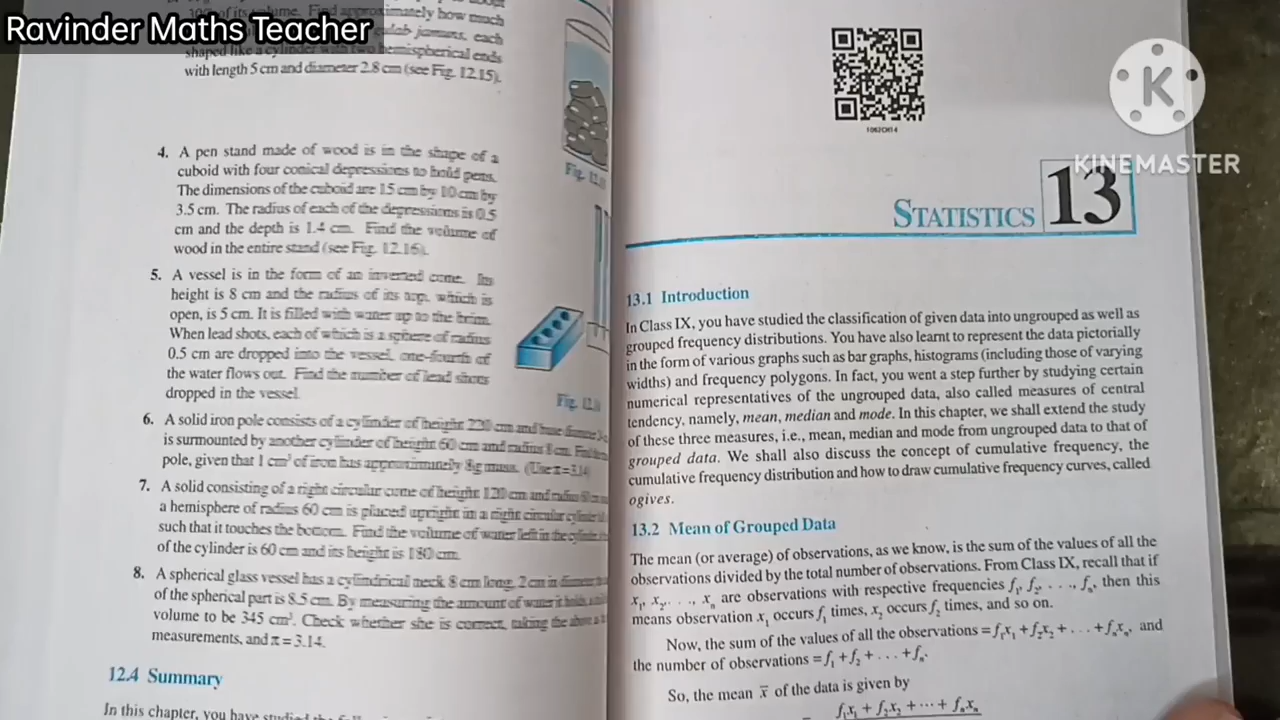 Ravinder Maths Teacher
of its volume. Find approximately how much
jamuns, each
shaped like a cylinder with two hemispherical ends
with length 5 cm and diameter 2.8 cm (see Fig. 12.15).
4. A pen stand made of wood is in the shape of a
cuboid with four conical depressions to hold pens.
The dimensions of the cuboid are 15 cm by 10 cm by
3.5 cm. The radius of each of the depressions is 0.5
cm and the depth is 1.4 cm. Find the volume of
wood in the entire stand (see Fig. 12.16).
5. A vessel is in the form of an inverted cone. Its
height is 8 cm and the radius of its top, which is
open, is 5 cm. It is filled with water up to the brim.
When lead shots, each of which is a sphere of radius
0.5 cm are dropped into the vessel, one-fourth of
the water flows out. Find the number of lead shots
dropped in the vessel.
6. A solid iron pole consists of a cylinder of height 220 cm and base diameter
is surmounted by another cylinder of height 60 cm and radius 8 cm. Find
pole, given that 1 cm³ of iron has approximately 8g mass. (Use π = 3.14)
7. A solid consisting of a right circular cone of height 120 cm and radius
a hemisphere of radius 60 cm is placed upright in a right circular cylinder
such that it touches the bottom. Find the volume of water left in the cylinder,
of the cylinder is 60 cm and its height is 180 cm.
8. A spherical glass vessel has a cylindrical neck 8 cm long, 2 cm in diameter
of the spherical part is 8.5 cm. By measuring the amount of water it holds,
volume to be 345 cm³. Check whether she is correct, taking the above
measurements, and π = 3.14.
12.4 Summary
In this chapter, you have studied the
Fig. 12.
Fig. 12.
1062CH14
K
KINEMASTER
STATISTICS 13
13.1 Introduction
In Class IX, you have studied the classification of given data into ungrouped as well as
grouped frequency distributions. You have also learnt to represent the data pictorially
in the form of various graphs such as bar graphs, histograms (including those of varying
widths) and frequency polygons. In fact, you went a step further by studying certain
numerical representatives of the ungrouped data, also called measures of central
tendency, namely, mean, median and mode. In this chapter, we shall extend the study
of these three measures, i.e., mean, median and mode from ungrouped data to that of
grouped data. We shall also discuss the concept of cumulative frequency, the
cumulative frequency distribution and how to draw cumulative frequency curves, called
ogives.
13.2 Mean of Grouped Data
The mean (or average) of observations, as we know, is the sum of the values of all the
observations divided by the total number of observations. From Class IX, recall that if
x₁, x₂, . . ., xₙ are observations with respective frequencies f₁, f₂, . . ., fₙ, then this
means observation x₁ occurs f₁ times, x₂ occurs f₂ times, and so on.
Now, the sum of the values of all the observations = f₁x₁ + f₂x₂ + . . . + fₙxₙ, and
the number of observations = f₁ + f₂ + . . . + fₙ.
So, the mean x̄ of the data is given by
f₁x₁ + f₂x₂ + ··· + fₙxₙ